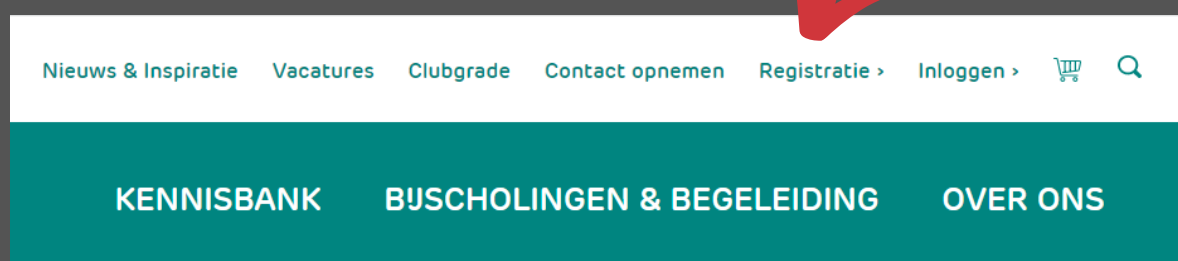 Nieuws & Inspiratie Vacatures Clubgrade Contact opnemen Registratie › Inloggen ›
KENNISBANK BIJSCHOLINGEN & BEGELEIDING OVER ONS